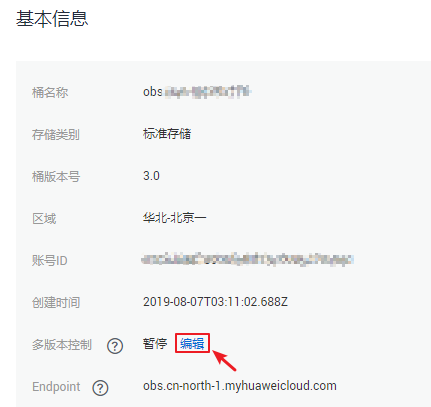 基本信息
桶名称 obs
存储类别 标准存储
桶版本号 3.0
区域 华北-北京一
账号ID
创建时间 2019-08-07T03:11:02.688Z
多版本控制 ? 暂停 编辑
Endpoint ? obs.cn-north-1.myhuaweicloud.com